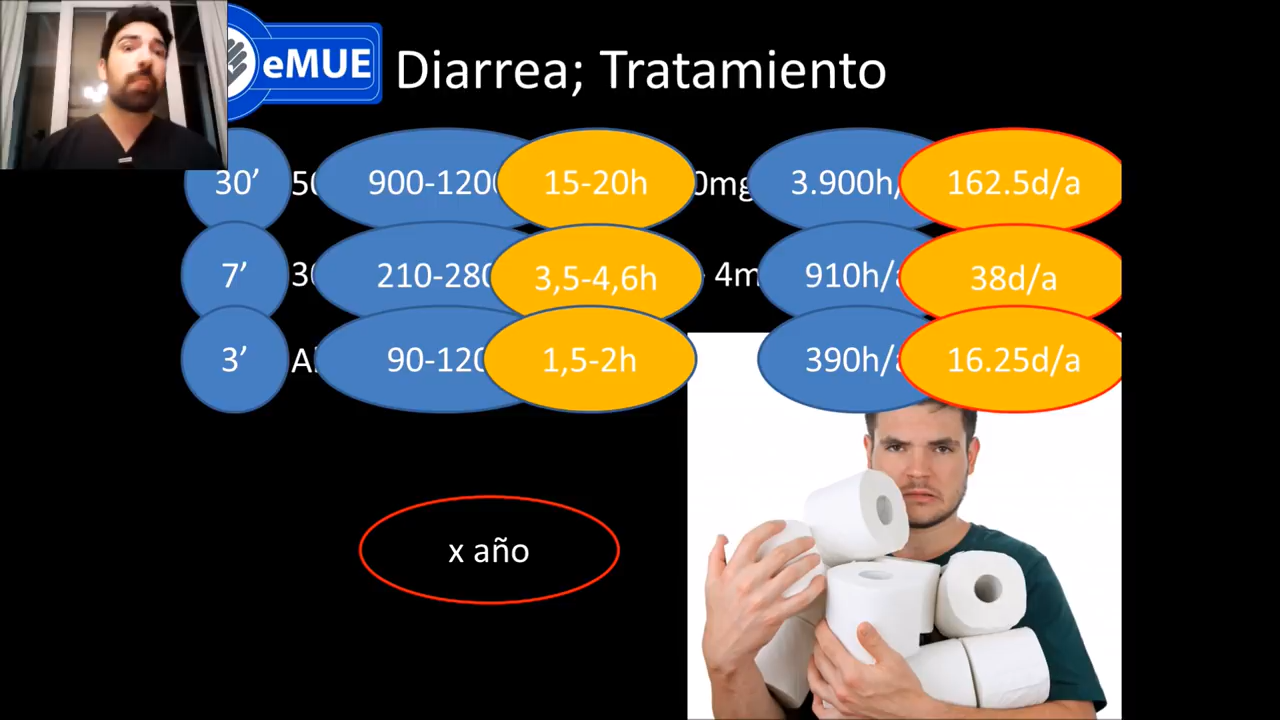 eMUE
Diarrea; Tratamiento
30’ 900-1200 15-20h 3.900h/ 162.5d/a
7’ 210-280 3,5-4,6h 4m 910h/a 38d/a
3’ 90-120 1,5-2h 390h/a 16.25d/a
x año